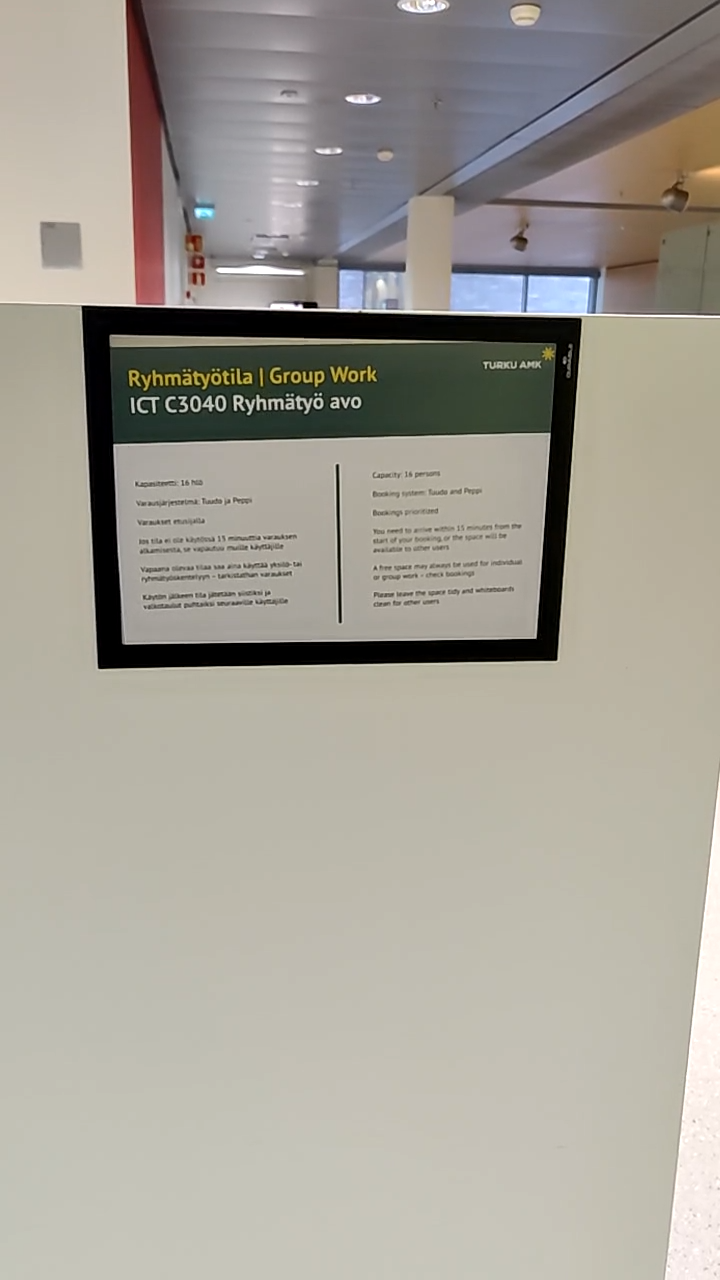 Ryhmätyötila | Group Work
ICT C3040 Ryhmätyö avo
TURKU AMK
Kapasiteetti: 16 hlö
Varausjärjestelmä: Tuudo ja Peppi
Varaukset etusijalla
Jos tila ei ole käytössä 15 minuuttia varauksen
alkamisesta, se vapautuu muille käyttäjille
Vapaana olevaa tilaa saa aina käyttää yksilö- tai
ryhmätyöskentelyyn – tarkistathan varaukset
Käytön jälkeen tila jätetään siistiksi ja
valkotaulut puhtaiksi seuraaville käyttäjille
Capacity: 16 persons
Booking system: Tuudo and Peppi
Bookings prioritized
You need to arrive within 15 minutes from the
start of your booking or the space will be
available to other users
A free space may always be used for individual
or group work – check bookings
Please leave the space tidy and whiteboards
clean for other users
DURABLE